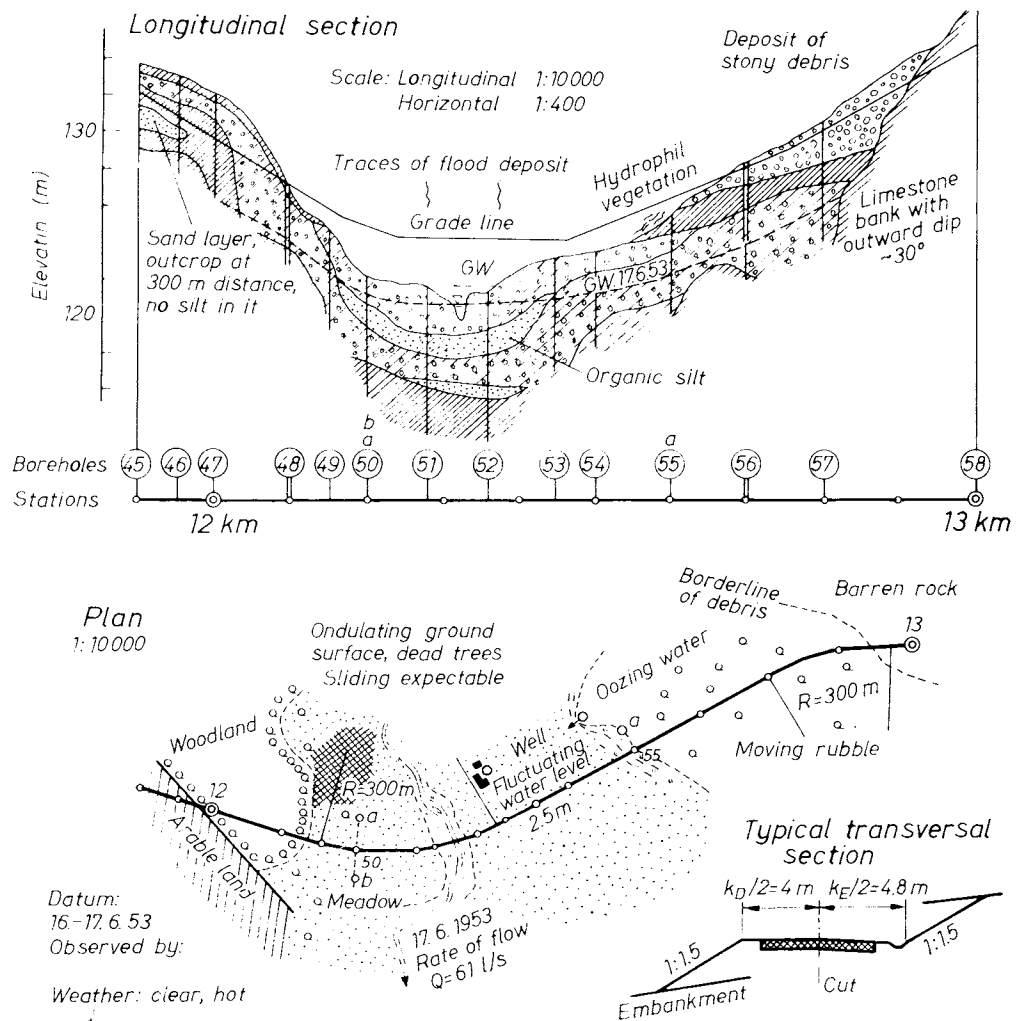 Longitudinal section
Scale: Longitudinal 1:10000
Horizontal 1:400
Deposit of
stony debris
Elevatin (m)
130
120
Traces of flood deposit
Grade line
Hydrophil
vegetation
Limestone
bank with
outward dip
~30°
Sand layer,
outcrop at
300 m distance,
no silt in it
GW
GW 176.53
Organic silt
b
a
a
Boreholes 45 46 47 48 49 50 51 52 53 54 55 56 57 58
Stations
12 km
13 km
Plan
1:10000
Ondulating ground
surface, dead trees
Sliding expectable
Borderline
of debris
Barren rock
13
Oozing water
Woodland
R=300m
R=300 m
Well
Fluctuating
water level
2,5 m
a
55
Moving rubble
12
a
50
b
Arable land
Meadow
17. 6. 1953
Rate of flow
Q=61 l/s
Datum:
16.-17. 6. 53
Observed by:
Weather: clear, hot
Typical transversal
section
kD/2=4 m
kE/2=4.8 m
1:1.5
1:1.5
Embankment
Cut